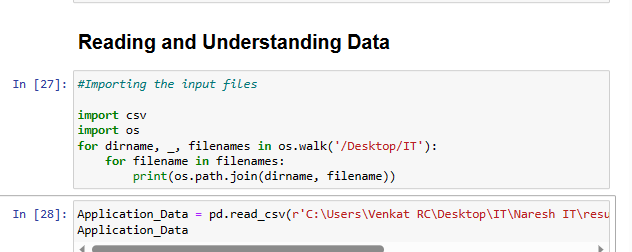 Reading and Understanding Data
In [27]: #Importing the input files
import csv
import os
for dirname, _, filenames in os.walk('/Desktop/IT'):
    for filename in filenames:
        print(os.path.join(dirname, filename))
In [28]: Application_Data = pd.read_csv(r'C:\Users\Venkat RC\Desktop\IT\Naresh IT\resu
Application_Data